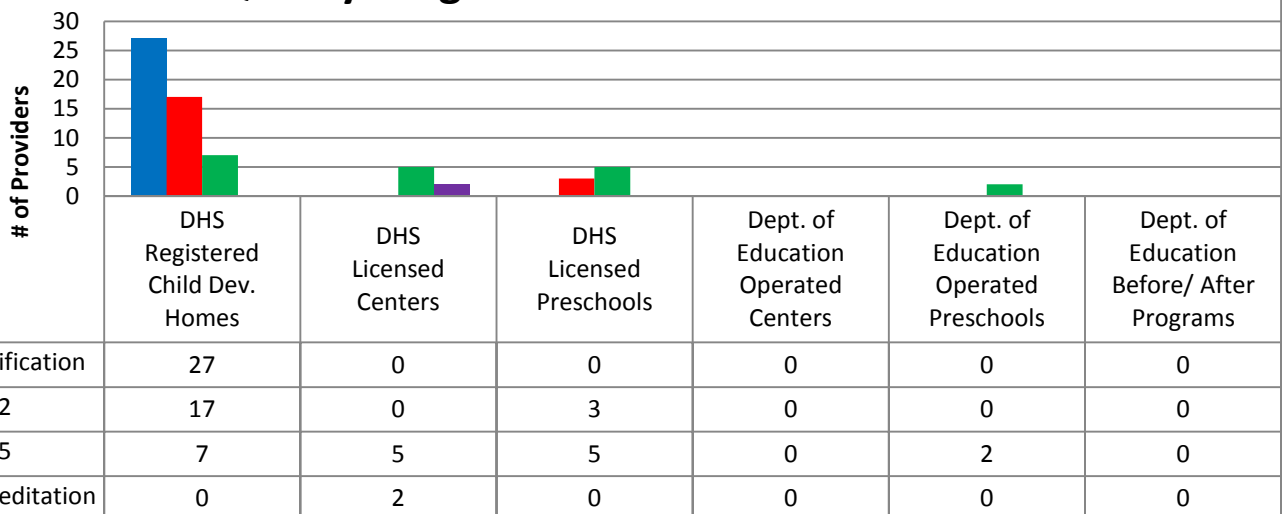 30
25
20
15
10
5
0
# of Providers
DHS Registered Child Dev. Homes
DHS Licensed Centers
DHS Licensed Preschools
Dept. of Education Operated Centers
Dept. of Education Operated Preschools
Dept. of Education Before/ After Programs
ification 27 0 0 0 0 0
2 17 0 3 0 0 0
5 7 5 5 0 2 0
editation 0 2 0 0 0 0